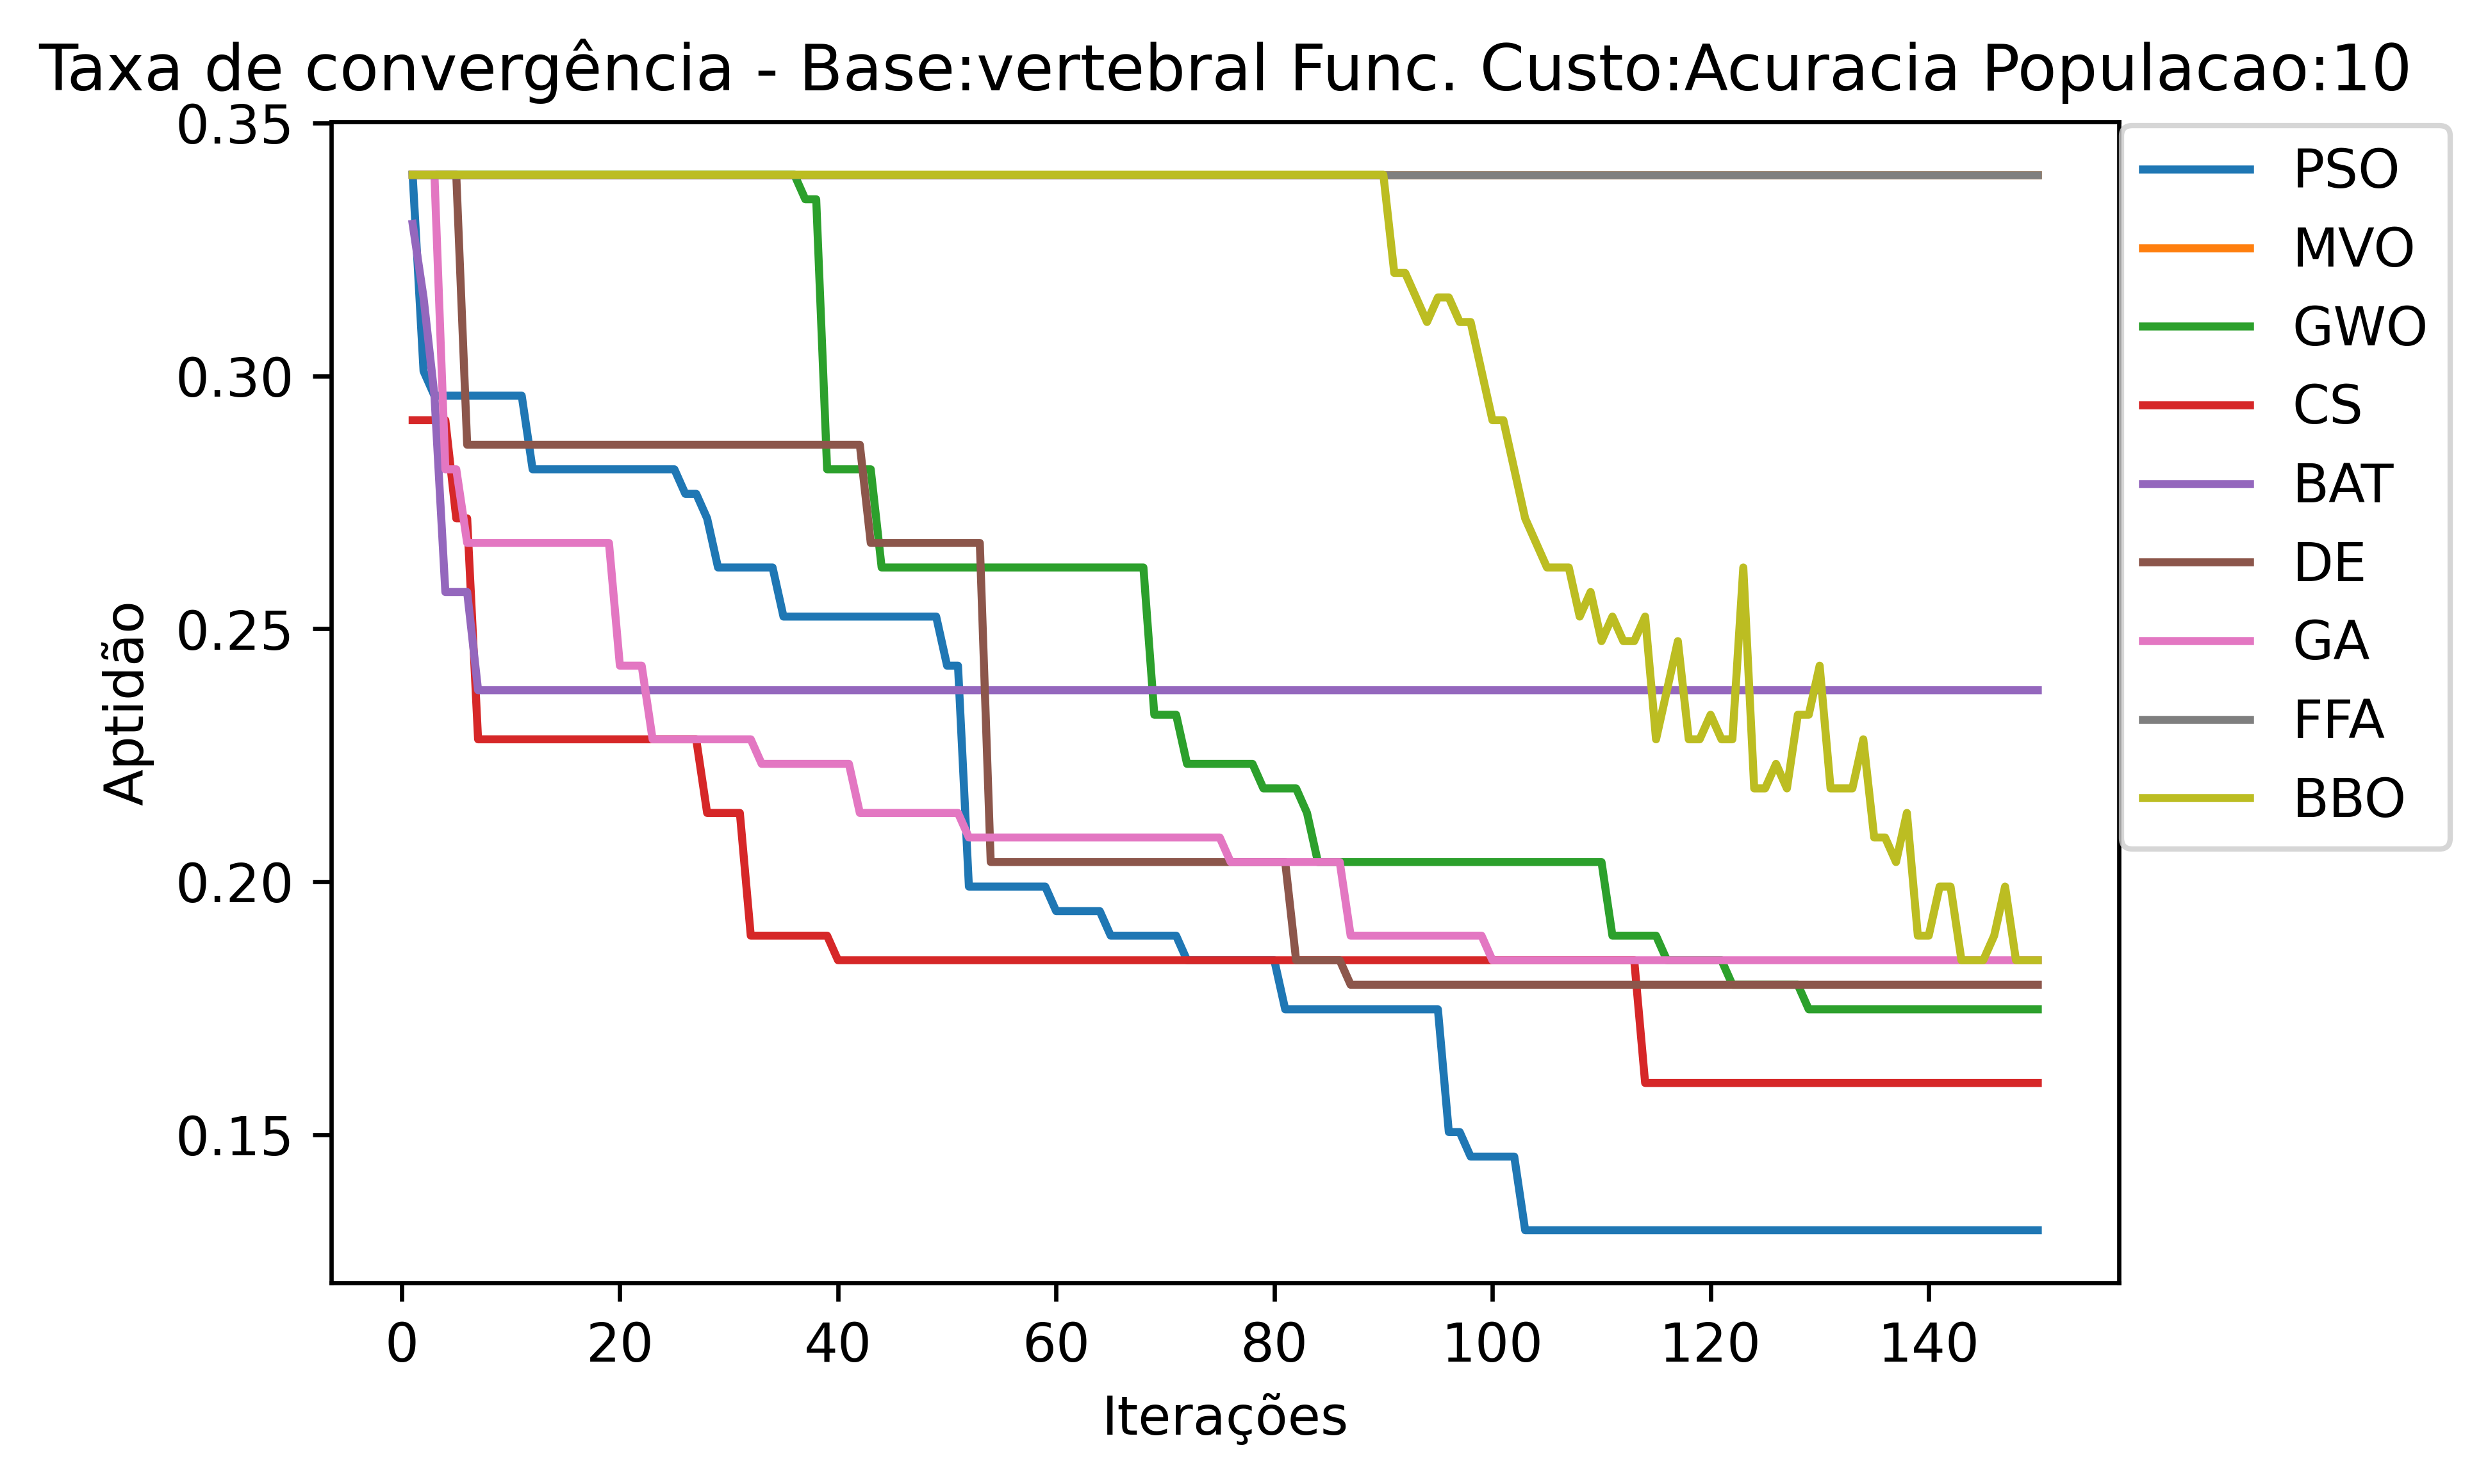 Taxa de convergência - Base:vertebral Func. Custo:Acuracia Populacao:10
0.35
0.30
0.25
0.20
0.15
Aptidão
0 20 40 60 80 100 120 140
Iterações
PSO
MVO
GWO
CS
BAT
DE
GA
FFA
BBO